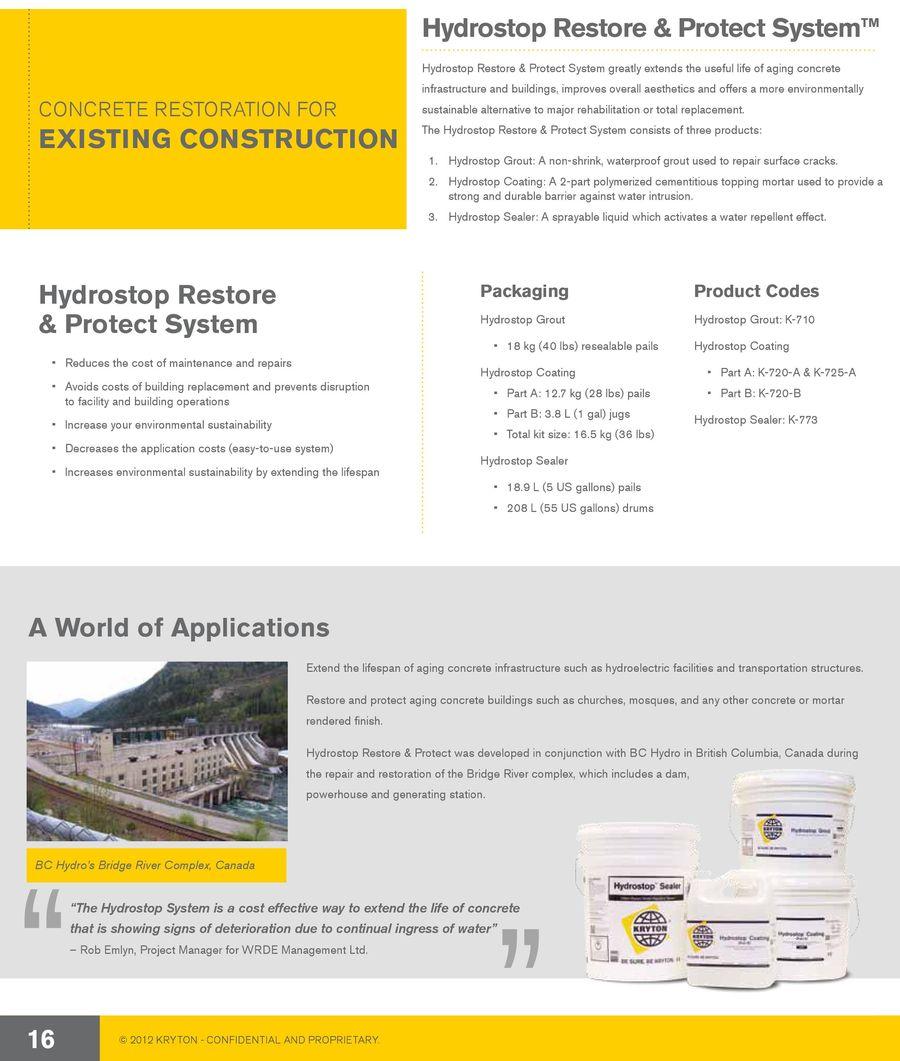 CONCRETE RESTORATION FOR
EXISTING CONSTRUCTION
Hydrostop Restore & Protect System™
Hydrostop Restore & Protect System greatly extends the useful life of aging concrete
infrastructure and buildings, improves overall aesthetics and offers a more environmentally
sustainable alternative to major rehabilitation or total replacement.
The Hydrostop Restore & Protect System consists of three products:
1. Hydrostop Grout: A non-shrink, waterproof grout used to repair surface cracks.
2. Hydrostop Coating: A 2-part polymerized cementitious topping mortar used to provide a
strong and durable barrier against water intrusion.
3. Hydrostop Sealer: A sprayable liquid which activates a water repellent effect.
Hydrostop Restore
& Protect System
• Reduces the cost of maintenance and repairs
• Avoids costs of building replacement and prevents disruption
to facility and building operations
• Increase your environmental sustainability
• Decreases the application costs (easy-to-use system)
• Increases environmental sustainability by extending the lifespan
Packaging
Hydrostop Grout
• 18 kg (40 lbs) resealable pails
Hydrostop Coating
• Part A: 12.7 kg (28 lbs) pails
• Part B: 3.8 L (1 gal) jugs
• Total kit size: 16.5 kg (36 lbs)
Hydrostop Sealer
• 18.9 L (5 US gallons) pails
• 208 L (55 US gallons) drums
Product Codes
Hydrostop Grout: K-710
Hydrostop Coating
• Part A: K-720-A & K-725-A
• Part B: K-720-B
Hydrostop Sealer: K-773
A World of Applications
Extend the lifespan of aging concrete infrastructure such as hydroelectric facilities and transportation structures.
Restore and protect aging concrete buildings such as churches, mosques, and any other concrete or mortar
rendered finish.
Hydrostop Restore & Protect was developed in conjunction with BC Hydro in British Columbia, Canada during
the repair and restoration of the Bridge River complex, which includes a dam,
powerhouse and generating station.
BC Hydro's Bridge River Complex, Canada
"The Hydrostop System is a cost effective way to extend the life of concrete
that is showing signs of deterioration due to continual ingress of water"
– Rob Emlyn, Project Manager for WRDE Management Ltd.
KRYTON
Hydrostop Grout
Hydrostop™ Sealer
KRYTON
BE SURE. BE KRYTON.
KRYTON
Hydrostop Coating
Hydrostop Coating
16
© 2012 KRYTON - CONFIDENTIAL AND PROPRIETARY.